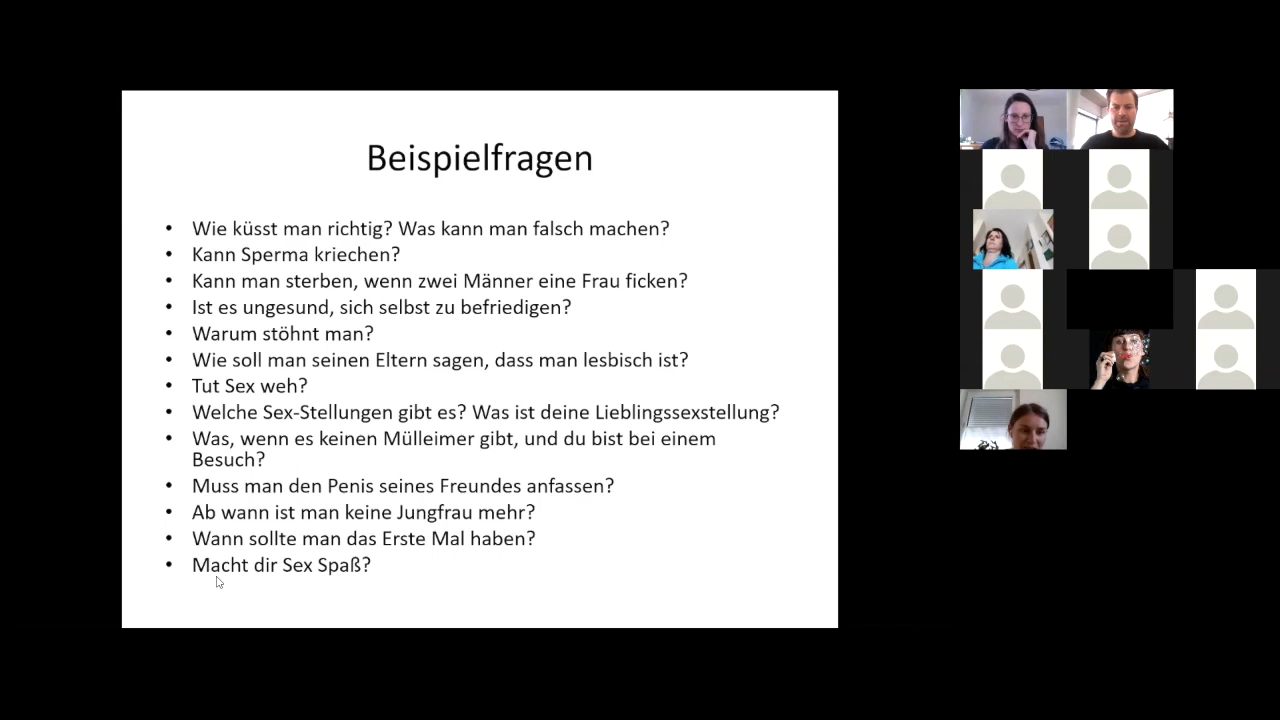 Beispielfragen
• Wie küsst man richtig? Was kann man falsch machen?
• Kann Sperma kriechen?
• Kann man sterben, wenn zwei Männer eine Frau ficken?
• Ist es ungesund, sich selbst zu befriedigen?
• Warum stöhnt man?
• Wie soll man seinen Eltern sagen, dass man lesbisch ist?
• Tut Sex weh?
• Welche Sex-Stellungen gibt es? Was ist deine Lieblingssexstellung?
• Was, wenn es keinen Mülleimer gibt, und du bist bei einem
Besuch?
• Muss man den Penis seines Freundes anfassen?
• Ab wann ist man keine Jungfrau mehr?
• Wann sollte man das Erste Mal haben?
• Macht dir Sex Spaß?